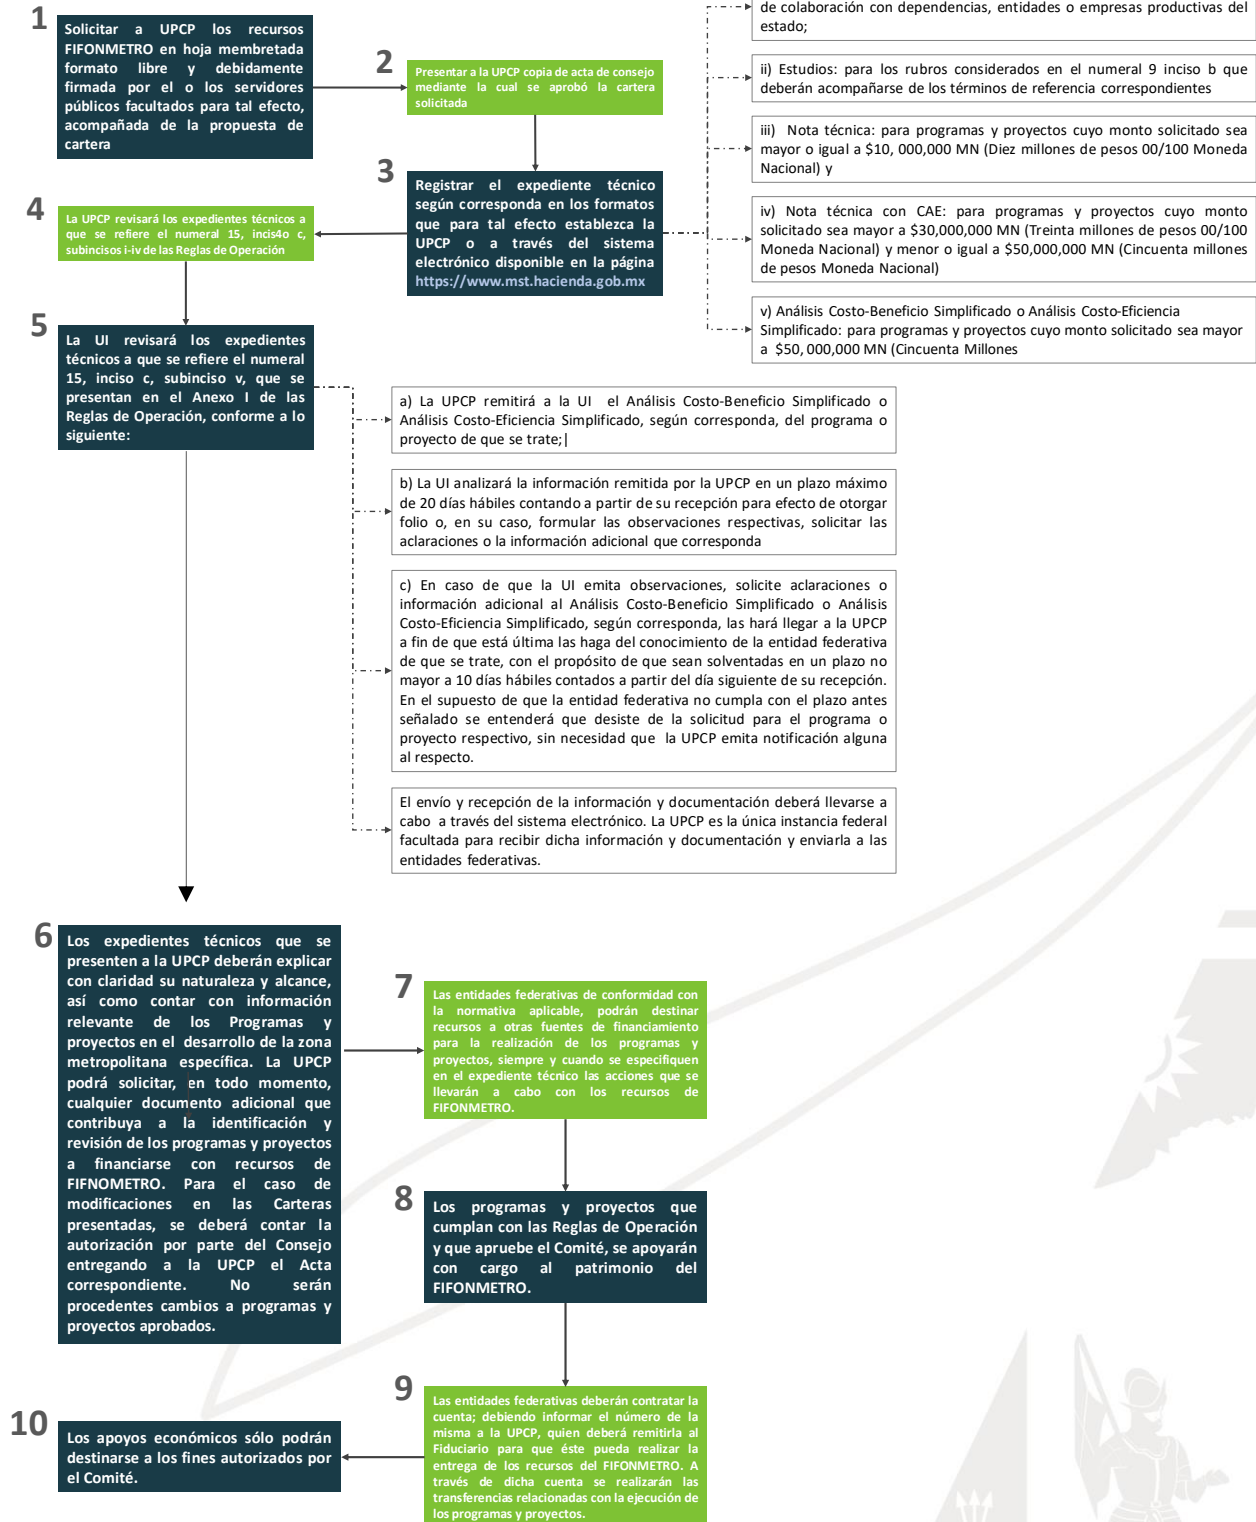 1
Solicitar a UPCP los recursos
FIFONMETRO en hoja membretada
formato libre y debidamente
firmada por el o los servidores
públicos facultados para tal efecto,
acompañada de la propuesta de
cartera
2
Presentar a la UPCP copia de acta de consejo
mediante la cual se aprobó la cartera
solicitada
3
Registrar el expediente técnico
según corresponda en los formatos
que para tal efecto establezca la
UPCP o a través del sistema
electrónico disponible en la página
https://www.mst.hacienda.gob.mx
de colaboración con dependencias, entidades o empresas productivas del
estado;
ii) Estudios: para los rubros considerados en el numeral 9 inciso b que
deberán acompañarse de los términos de referencia correspondientes
iii) Nota técnica: para programas y proyectos cuyo monto solicitado sea
mayor o igual a $10, 000,000 MN (Diez millones de pesos 00/100 Moneda
Nacional) y
iv) Nota técnica con CAE: para programas y proyectos cuyo monto
solicitado sea mayor a $30,000,000 MN (Treinta millones de pesos 00/100
Moneda Nacional) y menor o igual a $50,000,000 MN (Cincuenta millones
de pesos Moneda Nacional)
v) Análisis Costo-Beneficio Simplificado o Análisis Costo-Eficiencia
Simplificado: para programas y proyectos cuyo monto solicitado sea mayor
a $50, 000,000 MN (Cincuenta Millones
4
La UPCP revisará los expedientes técnicos a
que se refiere el numeral 15, incis4o c,
subincisos i-iv de las Reglas de Operación
5
La UI revisará los expedientes
técnicos a que se refiere el numeral
15, inciso c, subinciso v, que se
presentan en el Anexo I de las
Reglas de Operación, conforme a lo
siguiente:
a) La UPCP remitirá a la UI el Análisis Costo-Beneficio Simplificado o
Análisis Costo-Eficiencia Simplificado, según corresponda, del programa o
proyecto de que se trate;|
b) La UI analizará la información remitida por la UPCP en un plazo máximo
de 20 días hábiles contando a partir de su recepción para efecto de otorgar
folio o, en su caso, formular las observaciones respectivas, solicitar las
aclaraciones o la información adicional que corresponda
c) En caso de que la UI emita observaciones, solicite aclaraciones o
información adicional al Análisis Costo-Beneficio Simplificado o Análisis
Costo-Eficiencia Simplificado, según corresponda, las hará llegar a la UPCP
a fin de que está última las haga del conocimiento de la entidad federativa
de que se trate, con el propósito de que sean solventadas en un plazo no
mayor a 10 días hábiles contados a partir del día siguiente de su recepción.
En el supuesto de que la entidad federativa no cumpla con el plazo antes
señalado se entenderá que desiste de la solicitud para el programa o
proyecto respectivo, sin necesidad que la UPCP emita notificación alguna
al respecto.
El envío y recepción de la información y documentación deberá llevarse a
cabo a través del sistema electrónico. La UPCP es la única instancia federal
facultada para recibir dicha información y documentación y enviarla a las
entidades federativas.
6
Los expedientes técnicos que se
presenten a la UPCP deberán explicar
con claridad su naturaleza y alcance,
así como contar con información
relevante de los Programas y
proyectos en el desarrollo de la zona
metropolitana específica. La UPCP
podrá solicitar, en todo momento,
cualquier documento adicional que
contribuya a la identificación y
revisión de los programas y proyectos
a financiarse con recursos de
FIFNOMETRO. Para el caso de
modificaciones en las Carteras
presentadas, se deberá contar la
autorización por parte del Consejo
entregando a la UPCP el Acta
correspondiente. No serán
procedentes cambios a programas y
proyectos aprobados.
7
Las entidades federativas de conformidad con
la normativa aplicable, podrán destinar
recursos a otras fuentes de financiamiento
para la realización de los programas y
proyectos, siempre y cuando se especifiquen
en el expediente técnico las acciones que se
llevarán a cabo con los recursos de
FIFONMETRO.
8
Los programas y proyectos que
cumplan con las Reglas de Operación
y que apruebe el Comité, se apoyarán
con cargo al patrimonio del
FIFONMETRO.
9
Las entidades federativas deberán contratar la
cuenta; debiendo informar el número de la
misma a la UPCP, quien deberá remitirla al
Fiduciario para que éste pueda realizar la
entrega de los recursos del FIFONMETRO. A
través de dicha cuenta se realizarán las
transferencias relacionadas con la ejecución de
los programas y proyectos.
10
Los apoyos económicos sólo podrán
destinarse a los fines autorizados por
el Comité.